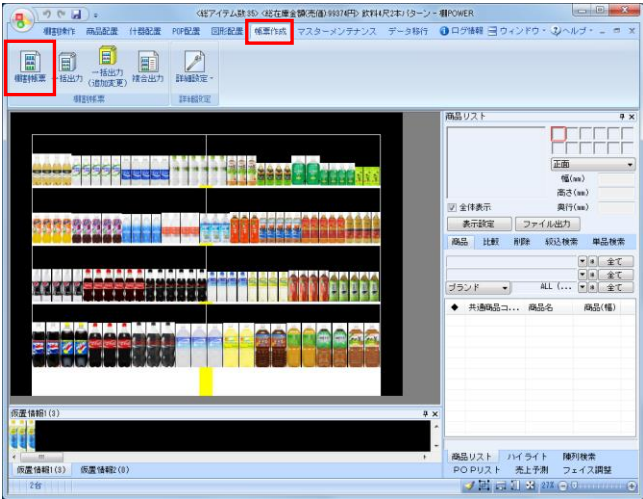 <総アイテム数:35> <総在庫金額(売価):99374円> 飲料4尺2本パターン - 棚POWER
棚割動作 商品配置 什器配置 POP配置 図形配置 帳票作成 マスターメンテナンス データ移行 ログ情報 ウィンドウ ヘルプ
棚割帳票 一括出力 一括出力(追加変更) 複合出力 詳細設定
棚割帳票 詳細設定
商品リスト
正面
幅(mm)
高さ(mm)
全体表示 奥行(mm)
表示設定 ファイル出力
商品 比較 削除 絞込検索 単品検索
全て
全て
ブランド ALL (... 全て
◆ 共通商品コ... 商品名 商品(幅)
仮置情報1(3)
仮置情報1(3) 仮置情報2(0)
商品リスト ハイライト 陳列検索
POPリスト 売上予測 フェイス調整
2台 27%